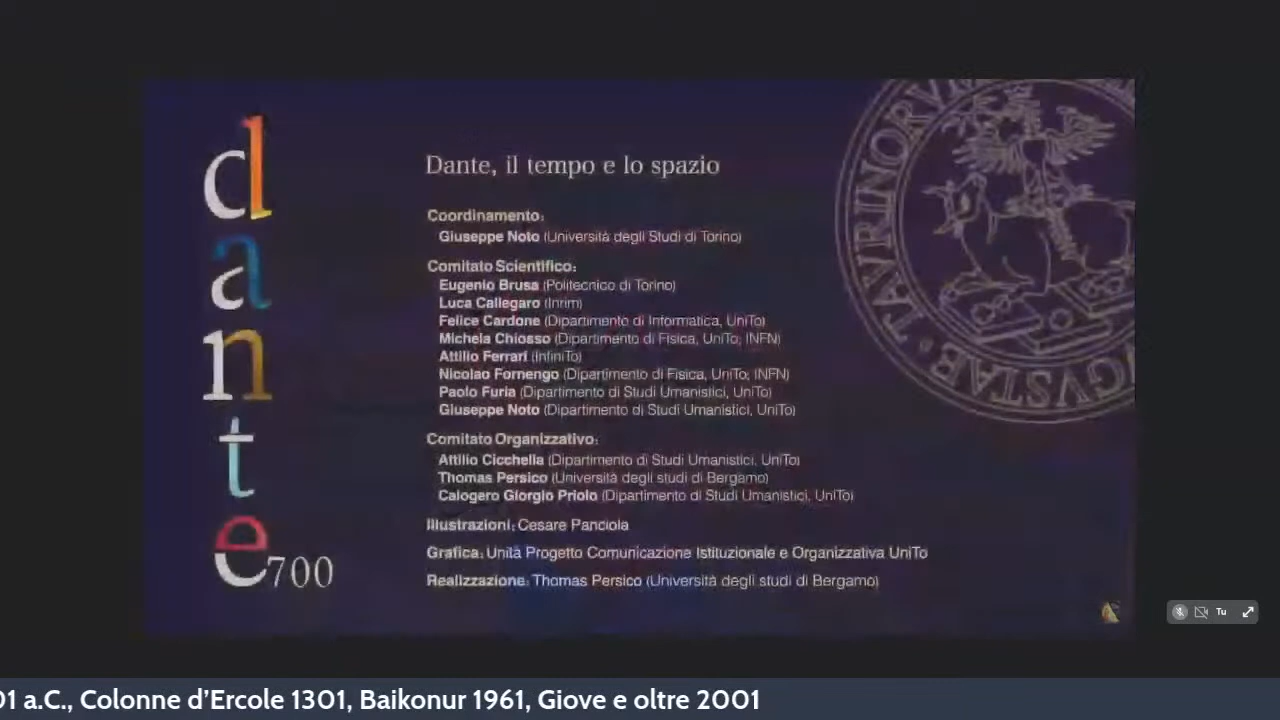 dante
700
Dante, il tempo e lo spazio
Coordinamento:
Giuseppe Noto (Università degli Studi di Torino)
Comitato Scientifico:
Eugenio Brusa (Politecnico di Torino)
Luca Callegaro (Inrim)
Felice Cardone (Dipartimento di Informatica, UniTo)
Michela Chiosso (Dipartimento di Fisica, UniTo; INFN)
Attilio Ferrari (InfiniTo)
Nicolao Fornengo (Dipartimento di Fisica, UniTo; INFN)
Paolo Furia (Dipartimento di Studi Umanistici, UniTo)
Giuseppe Noto (Dipartimento di Studi Umanistici, UniTo)
Comitato Organizzativo:
Attilio Cicchella (Dipartimento di Studi Umanistici, UniTo)
Thomas Persico (Università degli studi di Bergamo)
Calogero Giorgio Priolo (Dipartimento di Studi Umanistici, UniTo)
Illustrazioni: Cesare Panciola
Grafica: Unità Progetto Comunicazione Istituzionale e Organizzativa UniTo
Realizzazione: Thomas Persico (Università degli studi di Bergamo)
TAVRINORV
GVSTAE
Tu
01 a.C., Colonne d’Ercole 1301, Baikonur 1961, Giove e oltre 2001